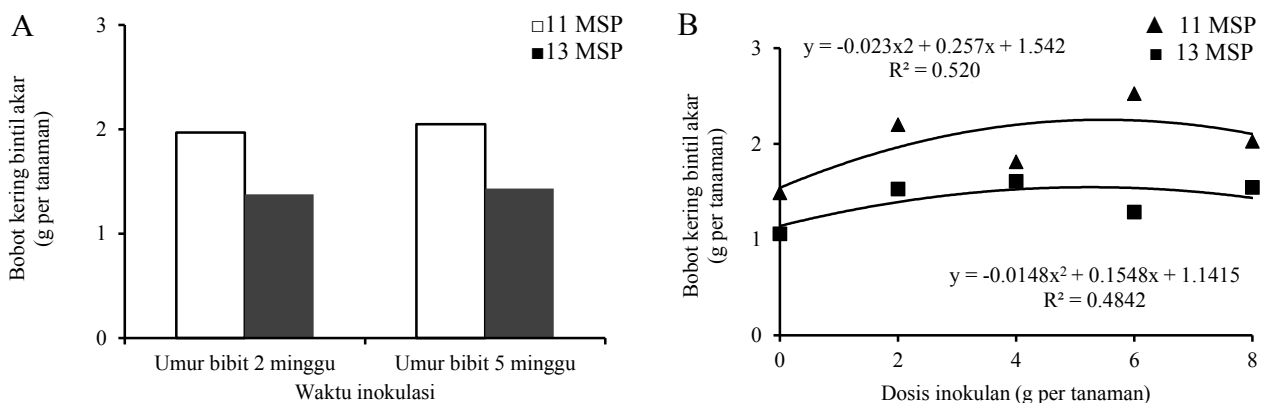 A
3
2
1
0
Bobot kering bintil akar
(g per tanaman)
11 MSP
13 MSP
Umur bibit 2 minggu
Umur bibit 5 minggu
Waktu inokulasi
B
3
2
1
0
Bobot kering bintil akar
(g per tanaman)
11 MSP
13 MSP
y = -0.023x2 + 0.257x + 1.542
R² = 0.520
y = -0.0148x² + 0.1548x + 1.1415
R² = 0.4842
0 2 4 6 8
Dosis inokulan (g per tanaman)